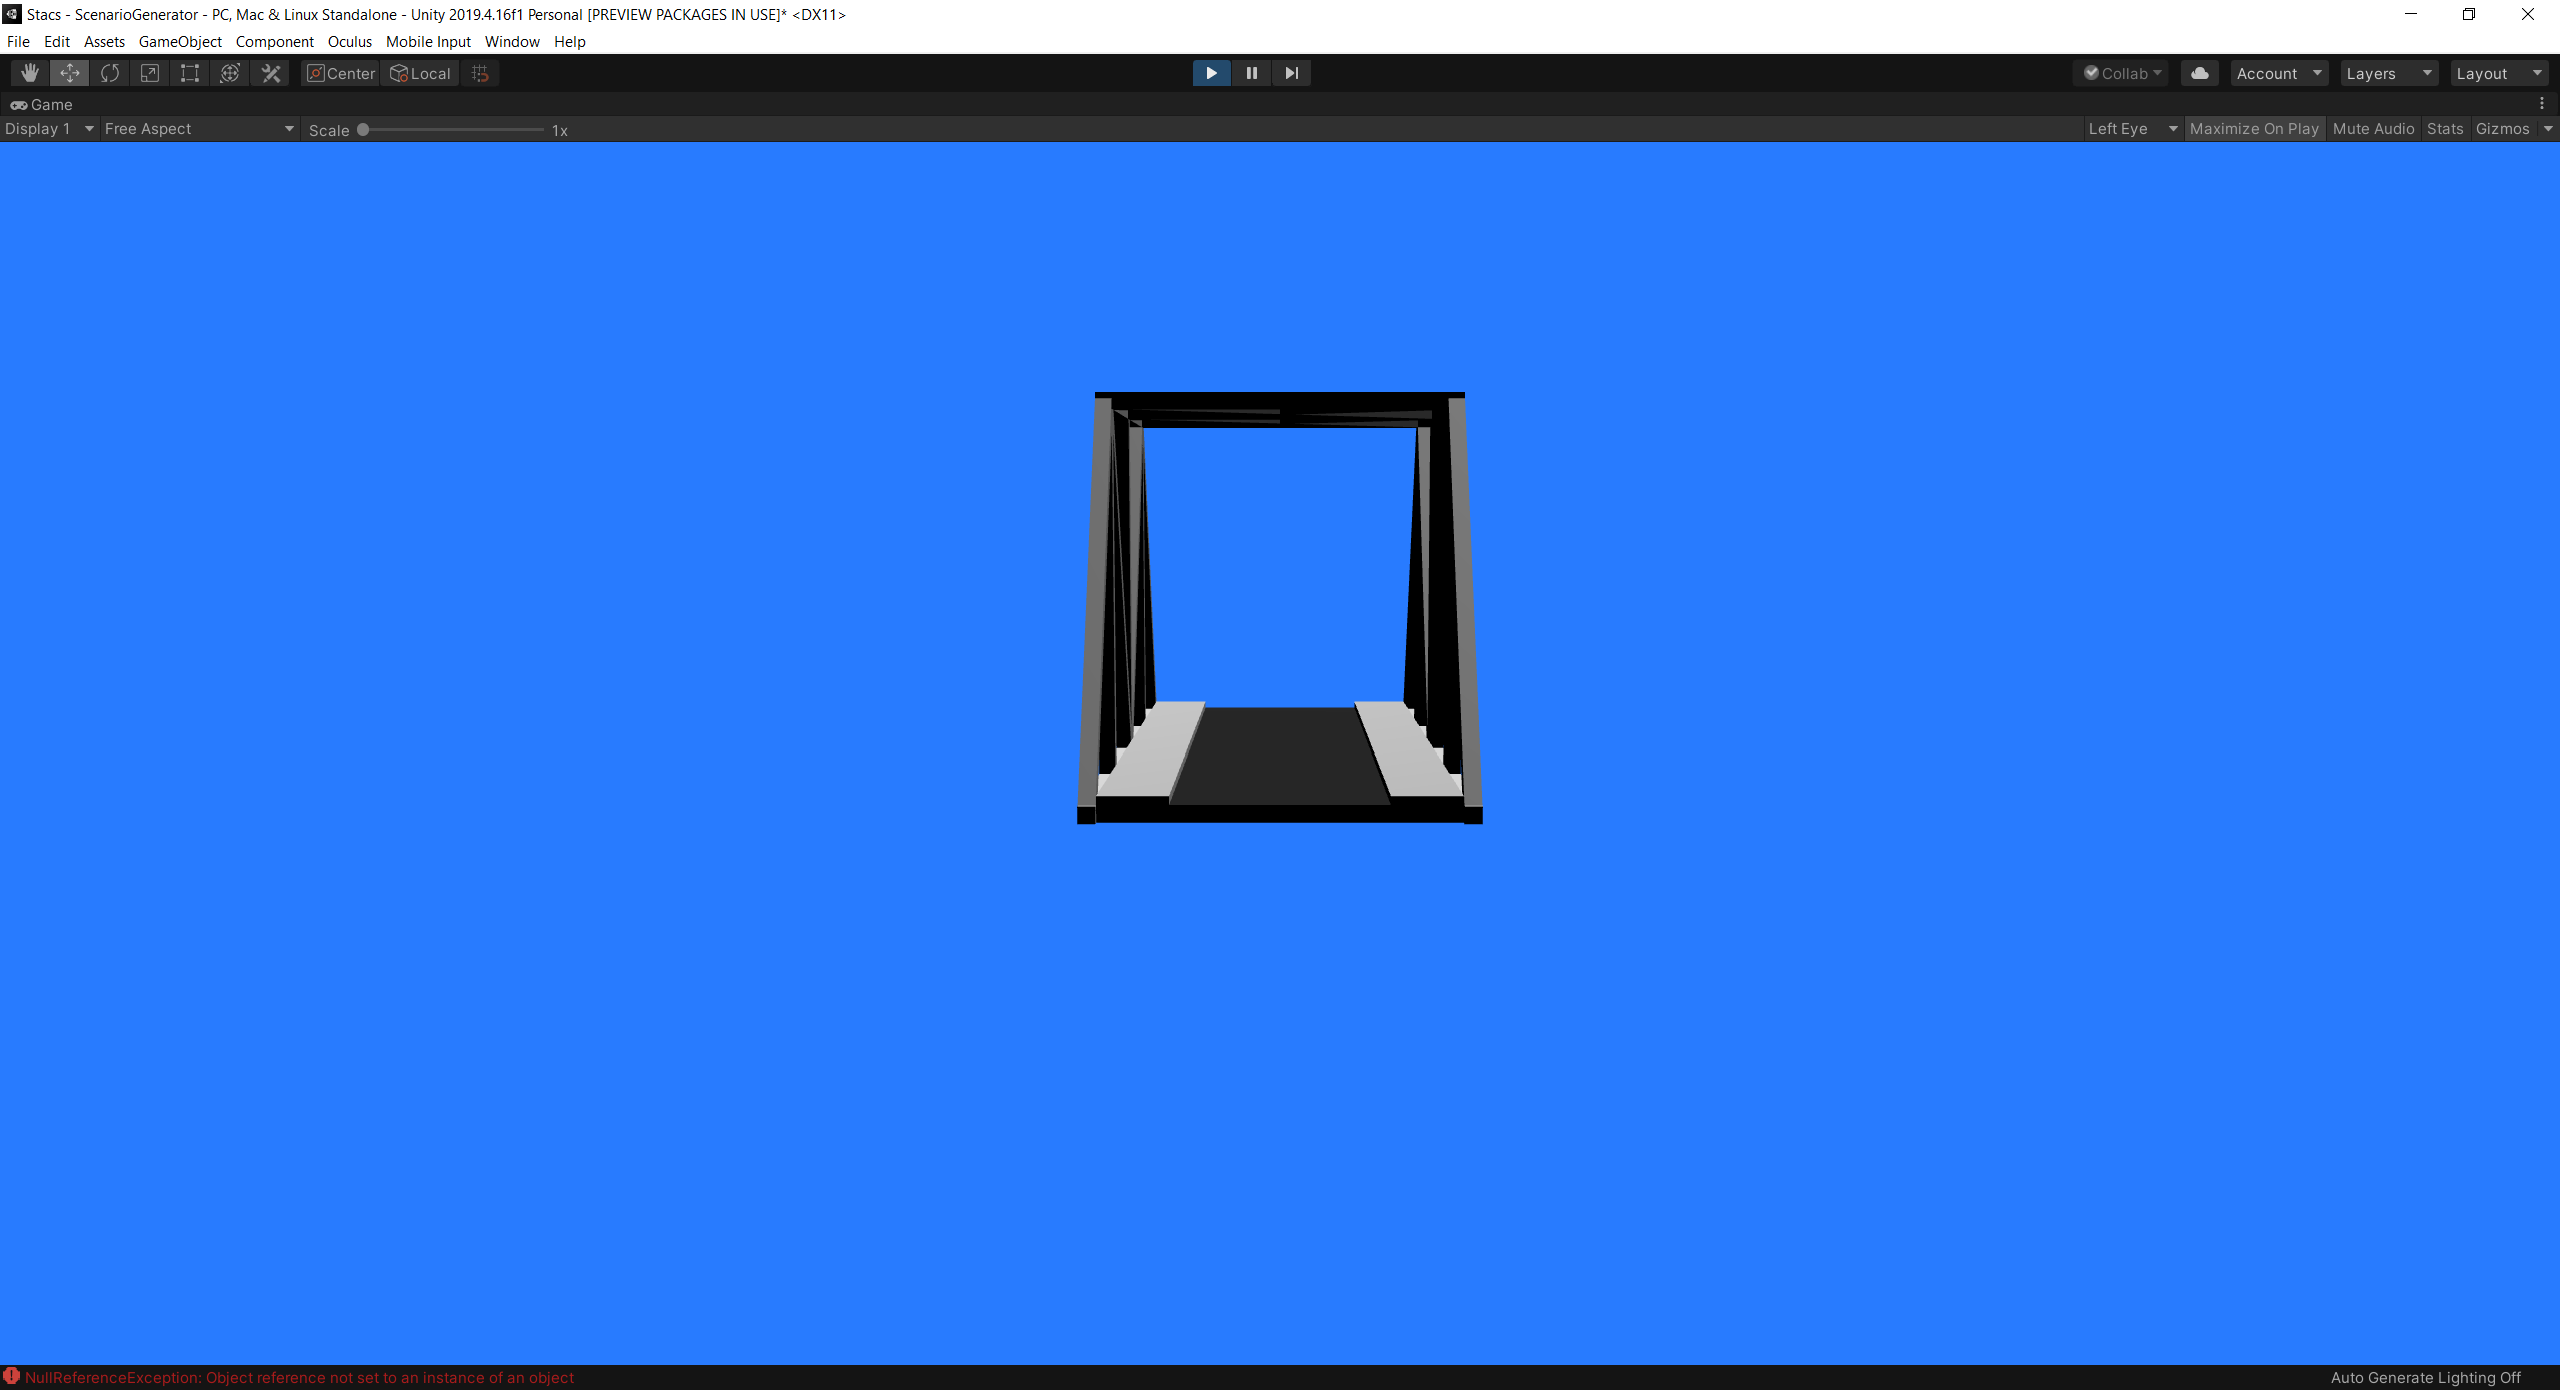 Stacs - ScenarioGenerator - PC, Mac & Linux Standalone - Unity 2019.4.16f1 Personal [PREVIEW PACKAGES IN USE]* <DX11>
File Edit Assets GameObject Component Oculus Mobile Input Window Help
Center Local Collab Account Layers Layout
Game
Display 1 Free Aspect Scale 1x Left Eye Maximize On Play Mute Audio Stats Gizmos
NullReferenceException: Object reference not set to an instance of an object Auto Generate Lighting Off